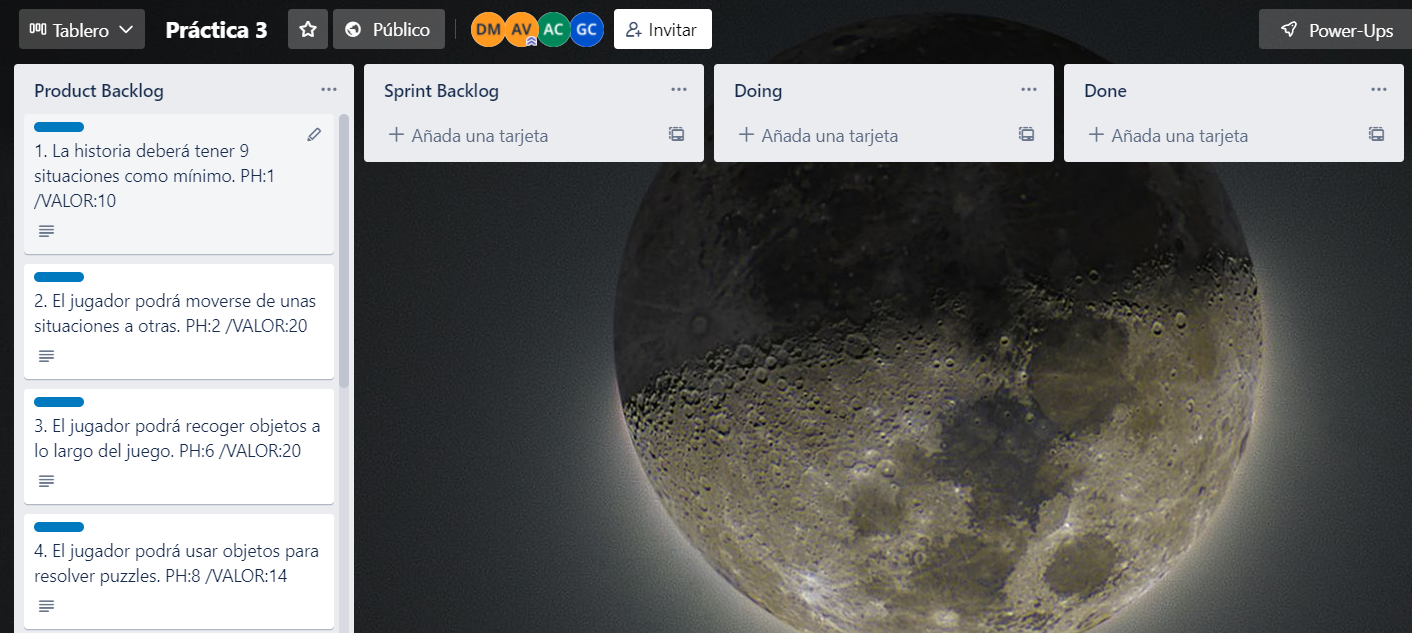 Tablero
Práctica 3
Público
DM
AV
AC
GC
Invitar
Power-Ups
Product Backlog
1. La historia deberá tener 9
situaciones como mínimo. PH:1
/VALOR:10
2. El jugador podrá moverse de unas
situaciones a otras. PH:2 /VALOR:20
3. El jugador podrá recoger objetos a
lo largo del juego. PH:6 /VALOR:20
4. El jugador podrá usar objetos para
resolver puzzles. PH:8 /VALOR:14
Sprint Backlog
Añada una tarjeta
Doing
Añada una tarjeta
Done
Añada una tarjeta